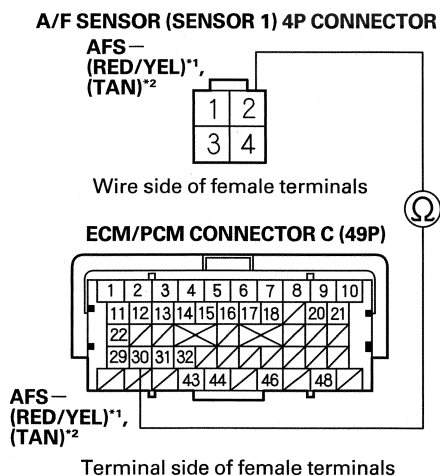 A/F SENSOR (SENSOR 1) 4P CONNECTOR
AFS—
(RED/YEL)*1,
(TAN)*2
1 2
3 4
Wire side of female terminals
Ω
ECM/PCM CONNECTOR C (49P)
1 2 3 4 5 6 7 8 9 10
11 12 13 14 15 16 17 18 20 21
22
29 30 31 32
43 44 46 48
AFS—
(RED/YEL)*1,
(TAN)*2
Terminal side of female terminals